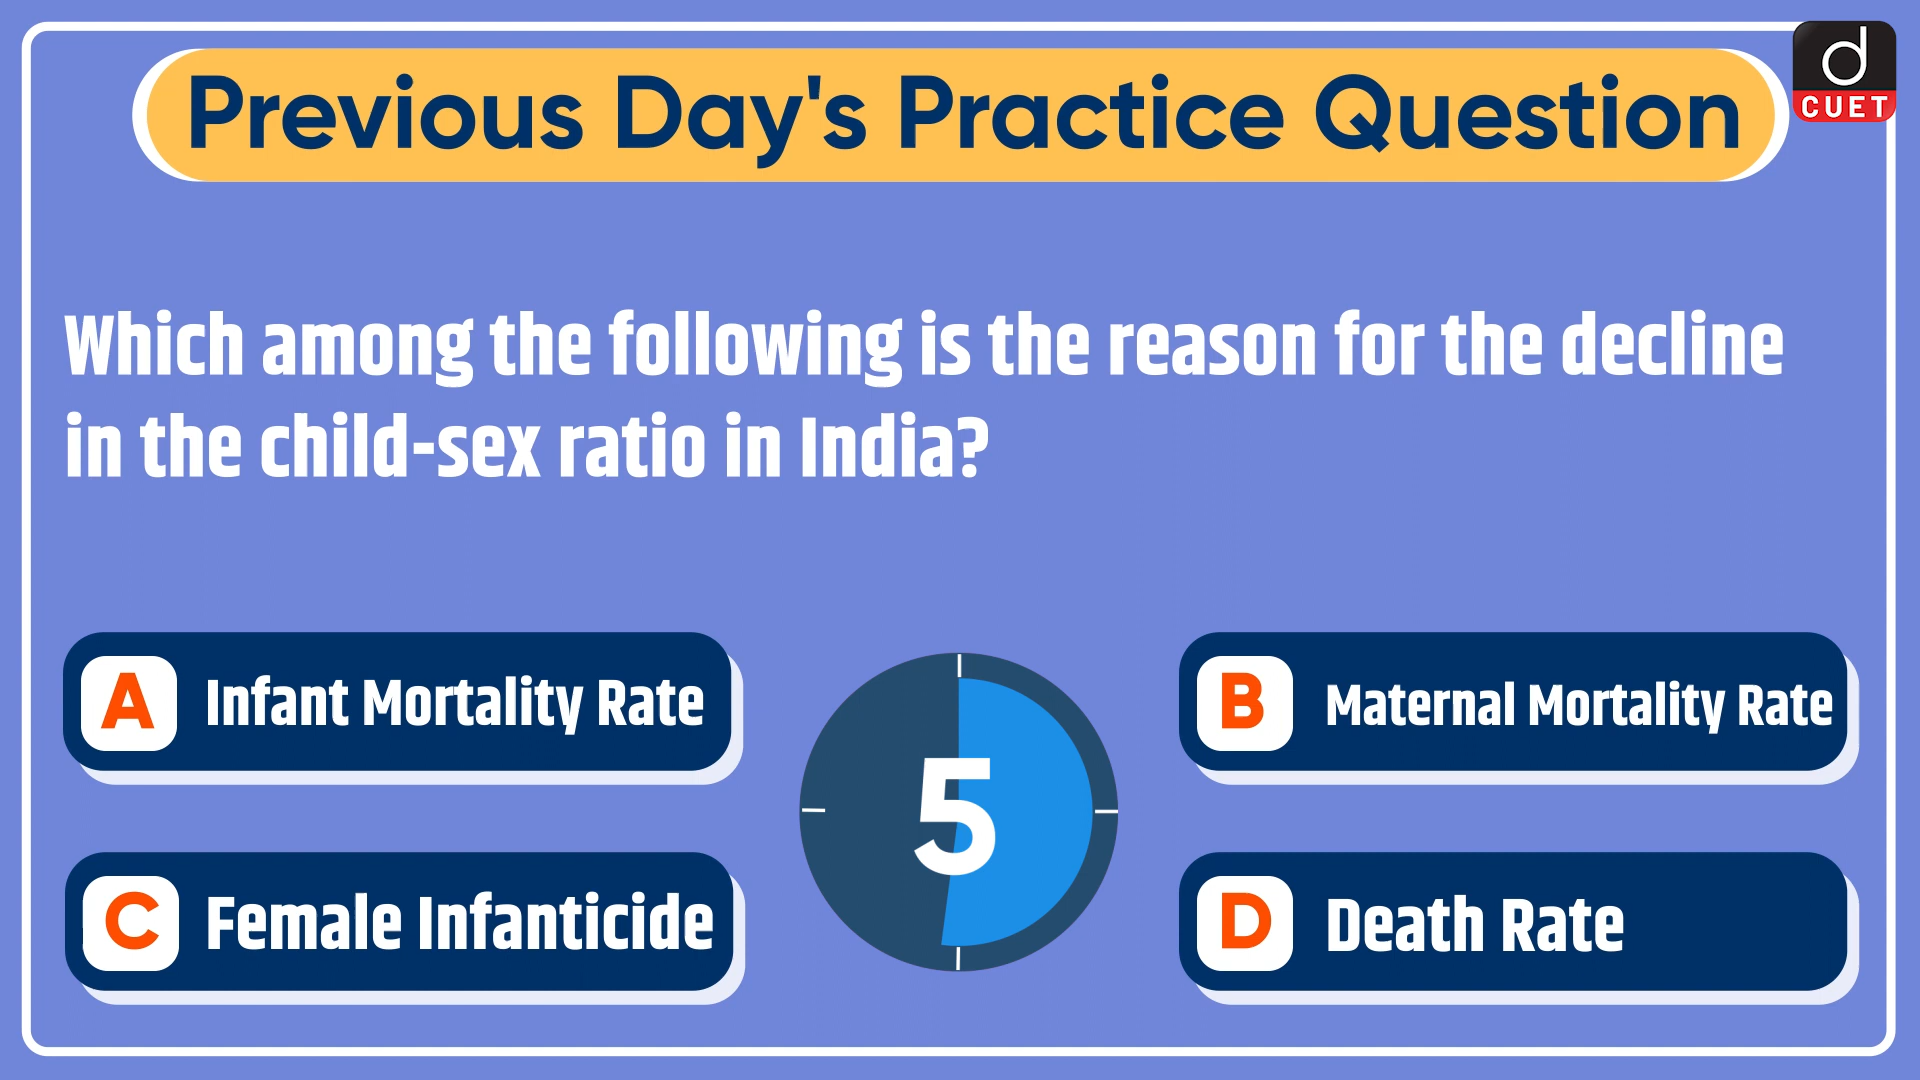 Previous Day's Practice Question
d
CUET
Which among the following is the reason for the decline
in the child-sex ratio in India?
A Infant Mortality Rate
B Maternal Mortality Rate
5
C Female Infanticide
D Death Rate